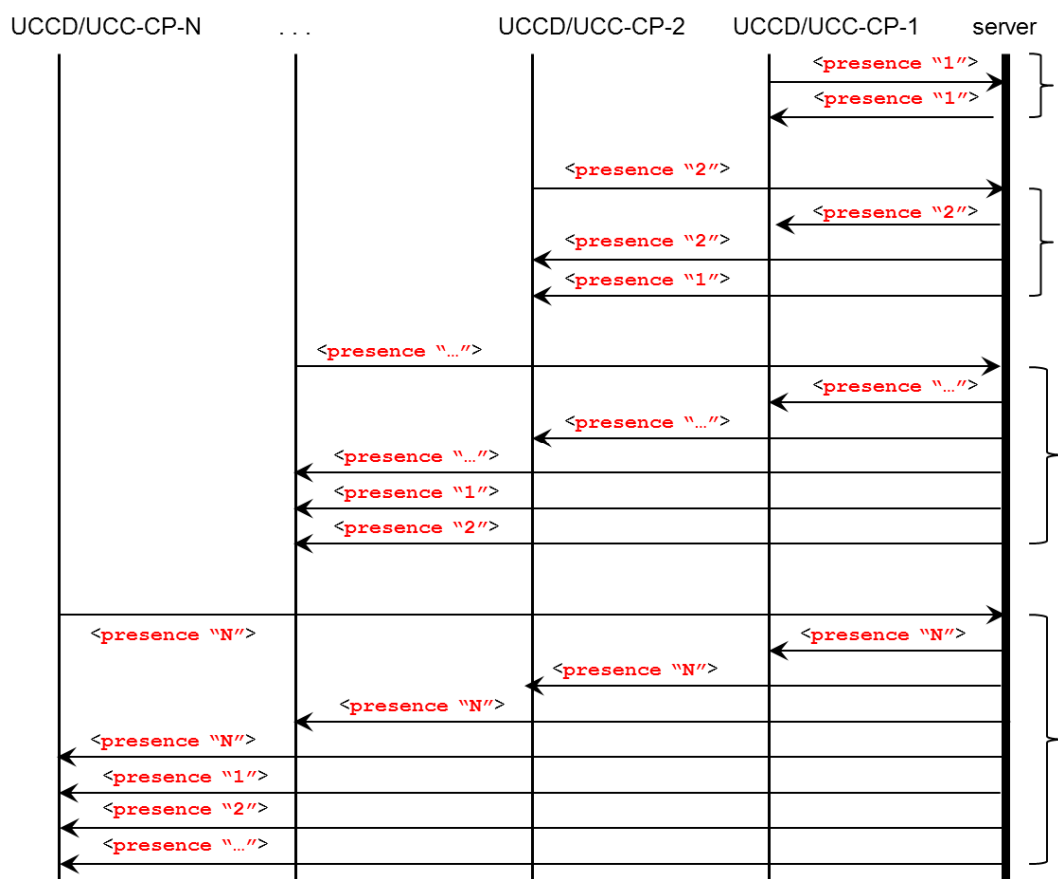 UCCD/UCC-CP-N . . . UCCD/UCC-CP-2 UCCD/UCC-CP-1 server
<presence “1”>
<presence “1”>
<presence “2”>
<presence “2”>
<presence “2”>
<presence “1”>
<presence “…”>
<presence “…”>
<presence “…”>
<presence “…”>
<presence “1”>
<presence “2”>
<presence “N”>
<presence “N”>
<presence “N”>
<presence “N”>
<presence “N”>
<presence “1”>
<presence “2”>
<presence “…”>